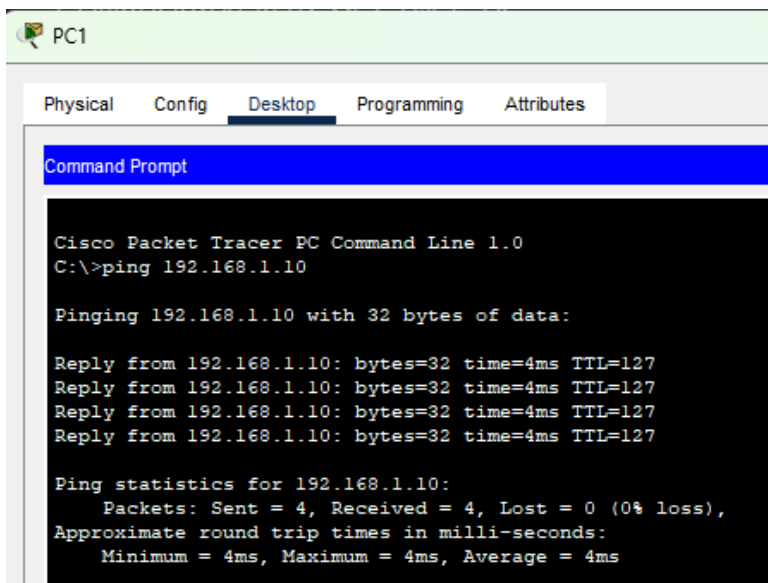 PC1
Physical Config Desktop Programming Attributes
Command Prompt
Cisco Packet Tracer PC Command Line 1.0
C:\>ping 192.168.1.10
Pinging 192.168.1.10 with 32 bytes of data:
Reply from 192.168.1.10: bytes=32 time=4ms TTL=127
Reply from 192.168.1.10: bytes=32 time=4ms TTL=127
Reply from 192.168.1.10: bytes=32 time=4ms TTL=127
Reply from 192.168.1.10: bytes=32 time=4ms TTL=127
Ping statistics for 192.168.1.10:
Packets: Sent = 4, Received = 4, Lost = 0 (0% loss),
Approximate round trip times in milli-seconds:
Minimum = 4ms, Maximum = 4ms, Average = 4ms